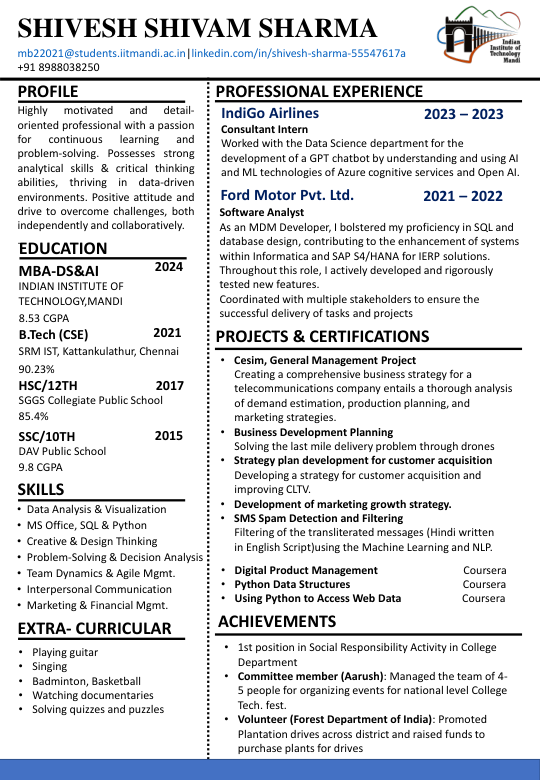 SHIVESH SHIVAM SHARMA
mb22021@students.iitmandi.ac.in|linkedin.com/in/shivesh-sharma-55547617a
+91 8988038250
Indian
Institute of
Technology
Mandi
PROFILE
Highly motivated and detail-
oriented professional with a passion
for continuous learning and
problem-solving. Possesses strong
analytical skills & critical thinking
abilities, thriving in data-driven
environments. Positive attitude and
drive to overcome challenges, both
independently and collaboratively.
EDUCATION
MBA-DS&AI 2024
INDIAN INSTITUTE OF
TECHNOLOGY,MANDI
8.53 CGPA
B.Tech (CSE) 2021
SRM IST, Kattankulathur, Chennai
90.23%
HSC/12TH 2017
SGGS Collegiate Public School
85.4%
SSC/10TH 2015
DAV Public School
9.8 CGPA
SKILLS
• Data Analysis & Visualization
• MS Office, SQL & Python
• Creative & Design Thinking
• Problem-Solving & Decision Analysis
• Team Dynamics & Agile Mgmt.
• Interpersonal Communication
• Marketing & Financial Mgmt.
EXTRA- CURRICULAR
• Playing guitar
• Singing
• Badminton, Basketball
• Watching documentaries
• Solving quizzes and puzzles
PROFESSIONAL EXPERIENCE
IndiGo Airlines 2023 – 2023
Consultant Intern
Worked with the Data Science department for the
development of a GPT chatbot by understanding and using AI
and ML technologies of Azure cognitive services and Open AI.
Ford Motor Pvt. Ltd. 2021 – 2022
Software Analyst
As an MDM Developer, I bolstered my proficiency in SQL and
database design, contributing to the enhancement of systems
within Informatica and SAP S4/HANA for IERP solutions.
Throughout this role, I actively developed and rigorously
tested new features.
Coordinated with multiple stakeholders to ensure the
successful delivery of tasks and projects
PROJECTS & CERTIFICATIONS
• Cesim, General Management Project
Creating a comprehensive business strategy for a
telecommunications company entails a thorough analysis
of demand estimation, production planning, and
marketing strategies.
• Business Development Planning
Solving the last mile delivery problem through drones
• Strategy plan development for customer acquisition
Developing a strategy for customer acquisition and
improving CLTV.
• Development of marketing growth strategy.
• SMS Spam Detection and Filtering
Filtering of the transliterated messages (Hindi written
in English Script)using the Machine Learning and NLP.
• Digital Product Management Coursera
• Python Data Structures Coursera
• Using Python to Access Web Data Coursera
ACHIEVEMENTS
• 1st position in Social Responsibility Activity in College
Department
• Committee member (Aarush): Managed the team of 4-
5 people for organizing events for national level College
Tech. fest.
• Volunteer (Forest Department of India): Promoted
Plantation drives across district and raised funds to
purchase plants for drives